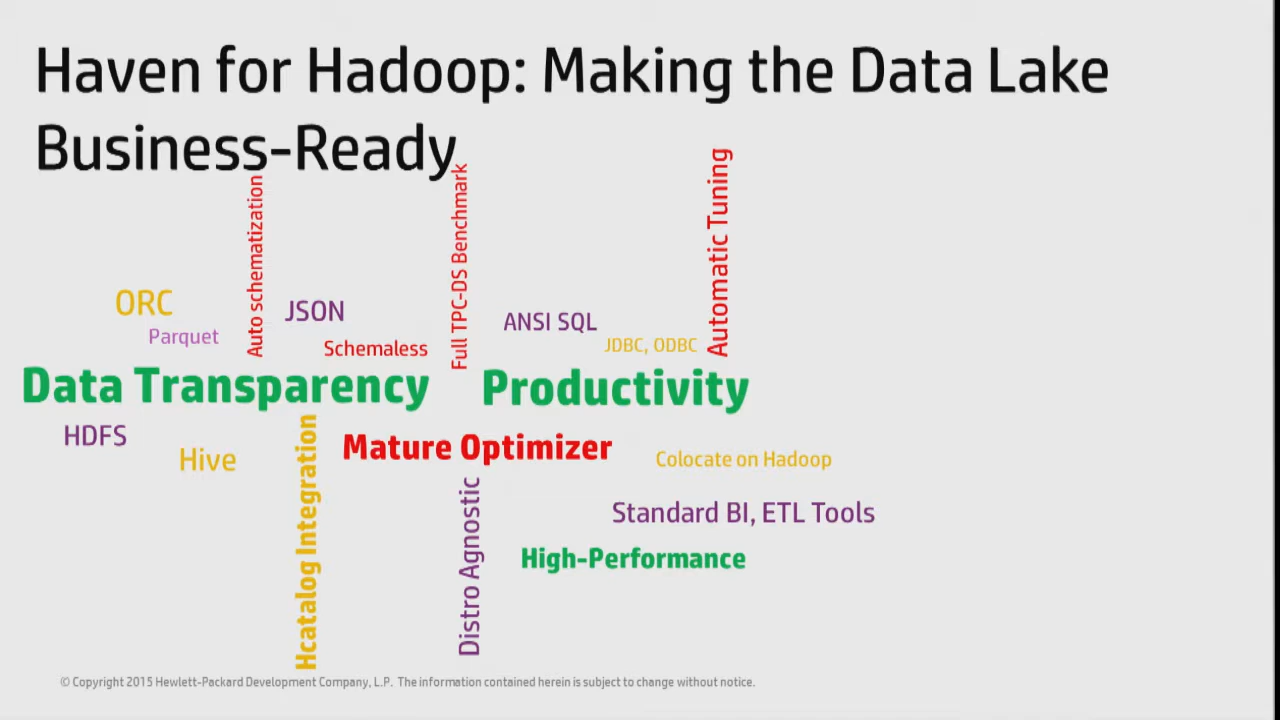 Haven for Hadoop: Making the Data Lake
Business-Ready
Auto schematization
Full TPC-DS Benchmark
Automatic Tuning
ORC
JSON
ANSI SQL
Parquet
Schemaless
JDBC, ODBC
Data Transparency
Productivity
HDFS
Hive
Hcatalog Integration
Mature Optimizer
Colocate on Hadoop
Distro Agnostic
Standard BI, ETL Tools
High-Performance
© Copyright 2015 Hewlett-Packard Development Company, L.P. The information contained herein is subject to change without notice.